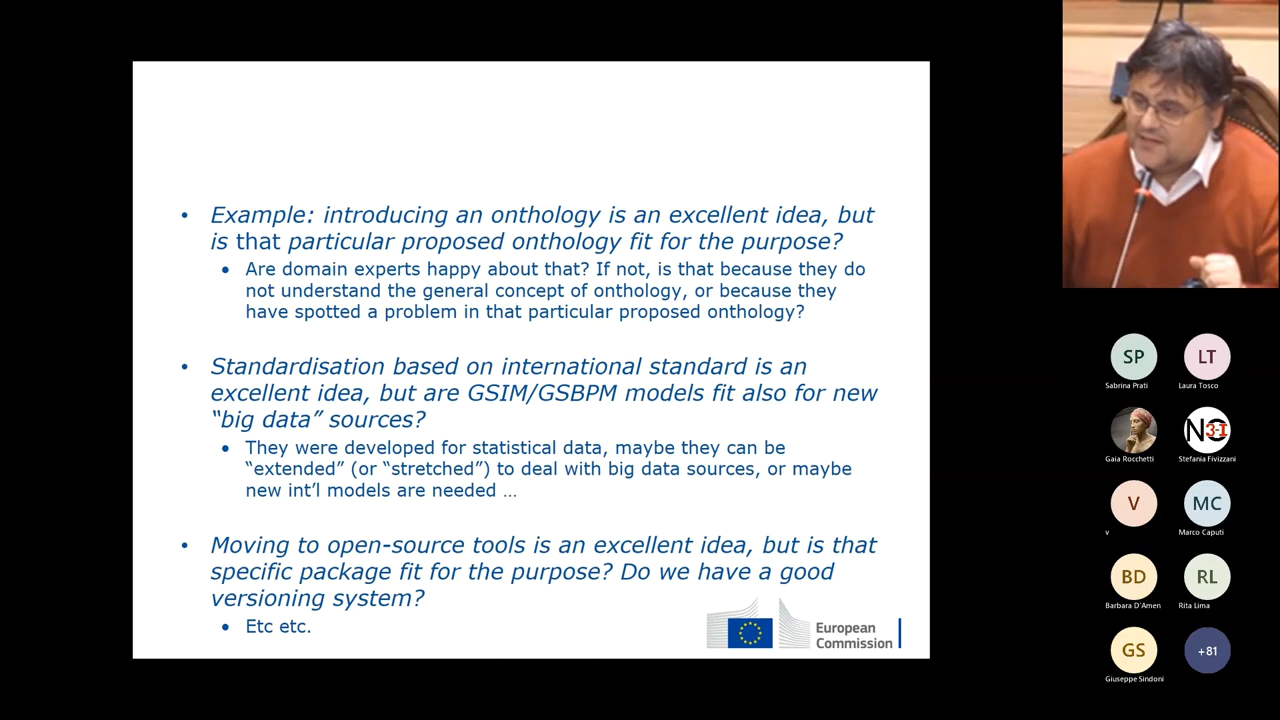 • Example: introducing an onthology is an excellent idea, but
is that particular proposed onthology fit for the purpose?
• Are domain experts happy about that? If not, is that because they do
not understand the general concept of onthology, or because they
have spotted a problem in that particular proposed onthology?
• Standardisation based on international standard is an
excellent idea, but are GSIM/GSBPM models fit also for new
“big data” sources?
• They were developed for statistical data, maybe they can be
“extended” (or “stretched”) to deal with big data sources, or maybe
new int’l models are needed …
• Moving to open-source tools is an excellent idea, but is that
specific package fit for the purpose? Do we have a good
versioning system?
• Etc etc.
European
Commission
SP
LT
Sabrina Prati
Laura Tosco
N3-I
Gaia Rocchetti
Stefania Fivizzani
V
MC
v
Marco Caputi
BD
RL
Barbara D'Amen
Rita Lima
GS
+81
Giuseppe Sindoni